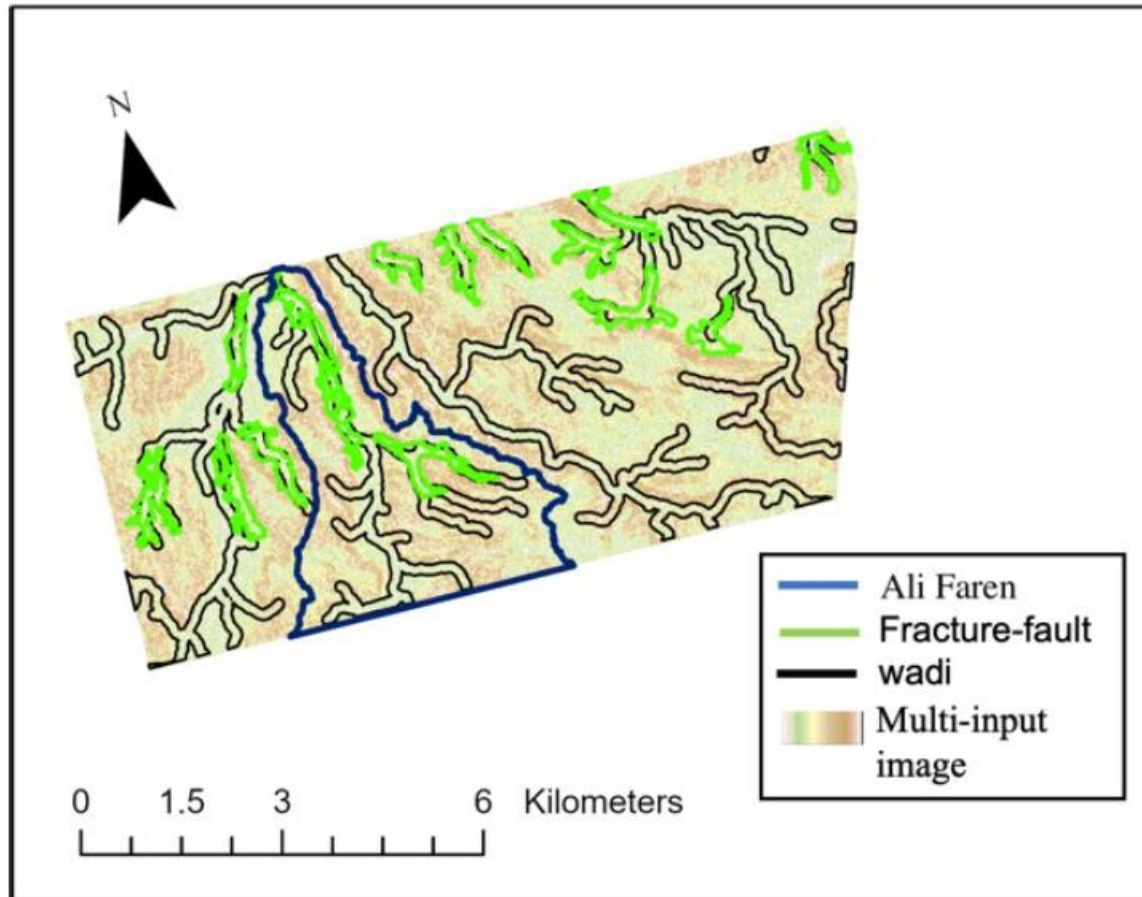 N
Ali Faren
Fracture-fault
wadi
Multi-input
image
0 1.5 3 6 Kilometers